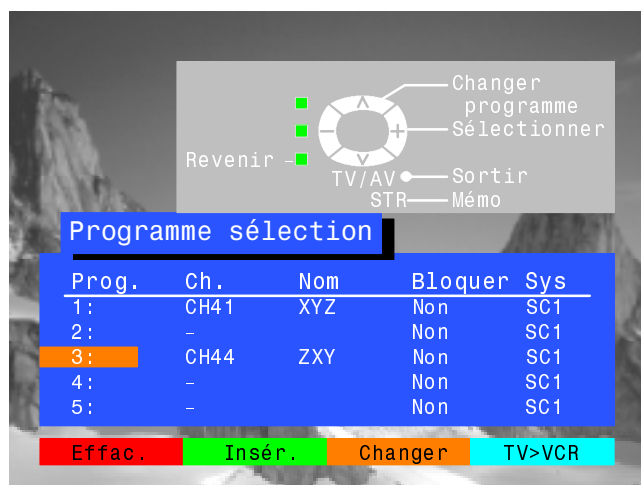 Changer
programme
Sélectionner
Revenir
TV/AV Sortir
STR Mémo
Programme sélection
Prog. Ch. Nom Bloquer Sys
1: CH41 XYZ Non SC1
2: – Non SC1
3: CH44 ZXY Non SC1
4: – Non SC1
5: – Non SC1
Effac. Insér. Changer TV>VCR